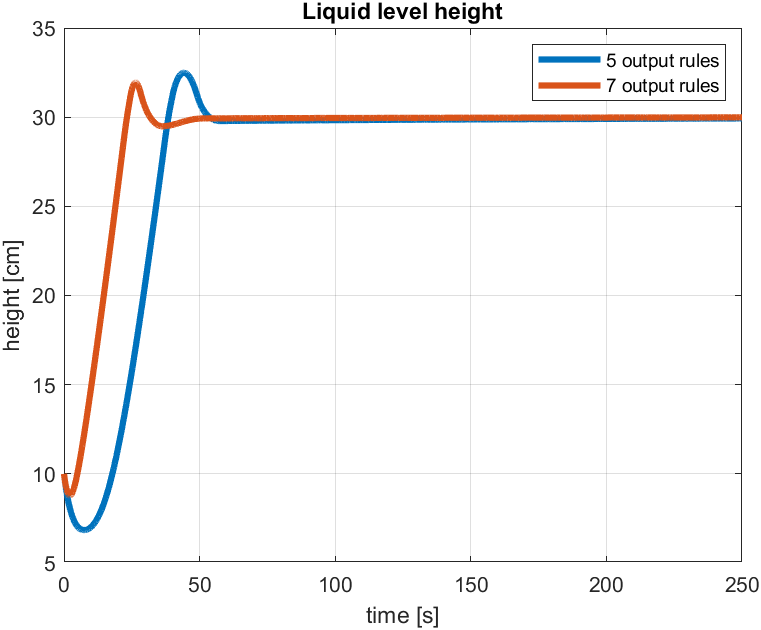 Liquid level height
35
30
25
20
15
10
5
height [cm]
5 output rules
7 output rules
0 50 100 150 200 250
time [s]